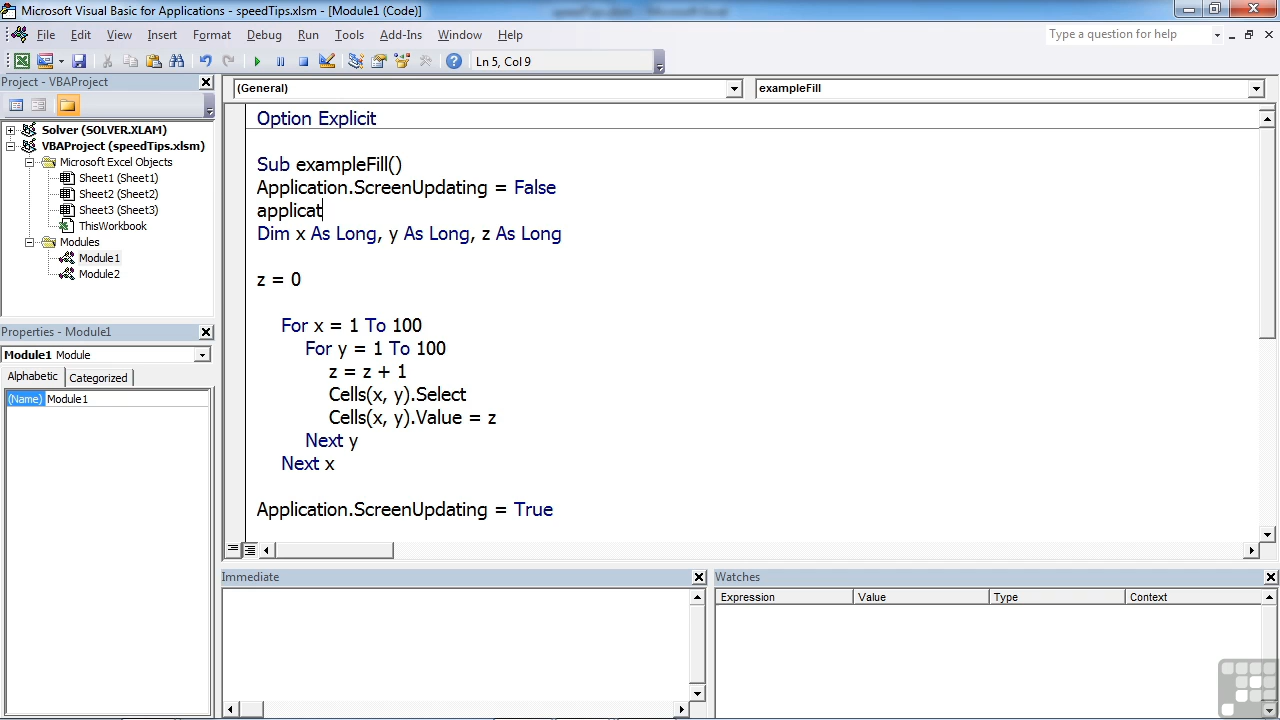 Microsoft Visual Basic for Applications - speedTips.xlsm - [Module1 (Code)]
File Edit View Insert Format Debug Run Tools Add-Ins Window Help
Type a question for help
Ln 5, Col 9
Project - VBAProject
(General)
exampleFill
Solver (SOLVER.XLAM)
VBAProject (speedTips.xlsm)
Microsoft Excel Objects
Sheet1 (Sheet1)
Sheet2 (Sheet2)
Sheet3 (Sheet3)
ThisWorkbook
Modules
Module1
Module2
Properties - Module1
Module1 Module
Alphabetic Categorized
(Name) Module1
Option Explicit
Sub exampleFill()
Application.ScreenUpdating = False
applicat
Dim x As Long, y As Long, z As Long
z = 0
For x = 1 To 100
For y = 1 To 100
z = z + 1
Cells(x, y).Select
Cells(x, y).Value = z
Next y
Next x
Application.ScreenUpdating = True
Immediate
Watches
Expression Value Type Context